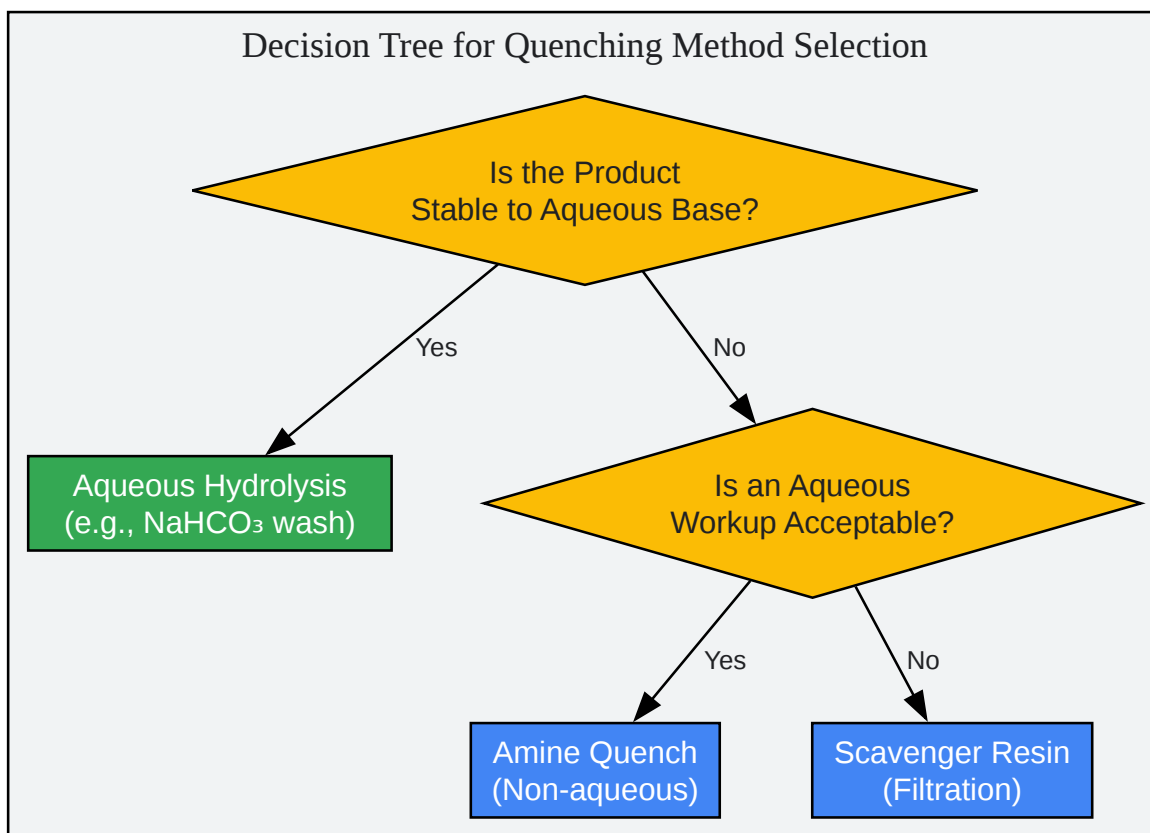 Decision Tree for Quenching Method Selection
Is the Product
Stable to Aqueous Base?
Yes
No
Aqueous Hydrolysis
(e.g., NaHCO₃ wash)
Is an Aqueous
Workup Acceptable?
Yes
No
Amine Quench
(Non-aqueous)
Scavenger Resin
(Filtration)